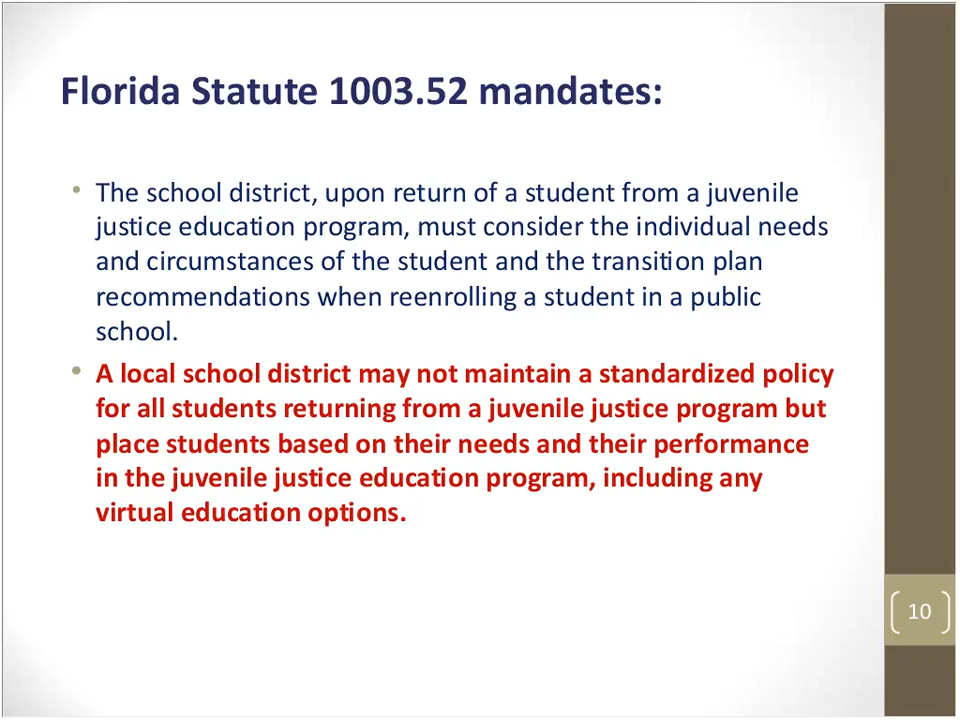 Florida Statute 1003.52 mandates:
• The school district, upon return of a student from a juvenile
justice education program, must consider the individual needs
and circumstances of the student and the transition plan
recommendations when reenrolling a student in a public
school.
• A local school district may not maintain a standardized policy
for all students returning from a juvenile justice program but
place students based on their needs and their performance
in the juvenile justice education program, including any
virtual education options.
10